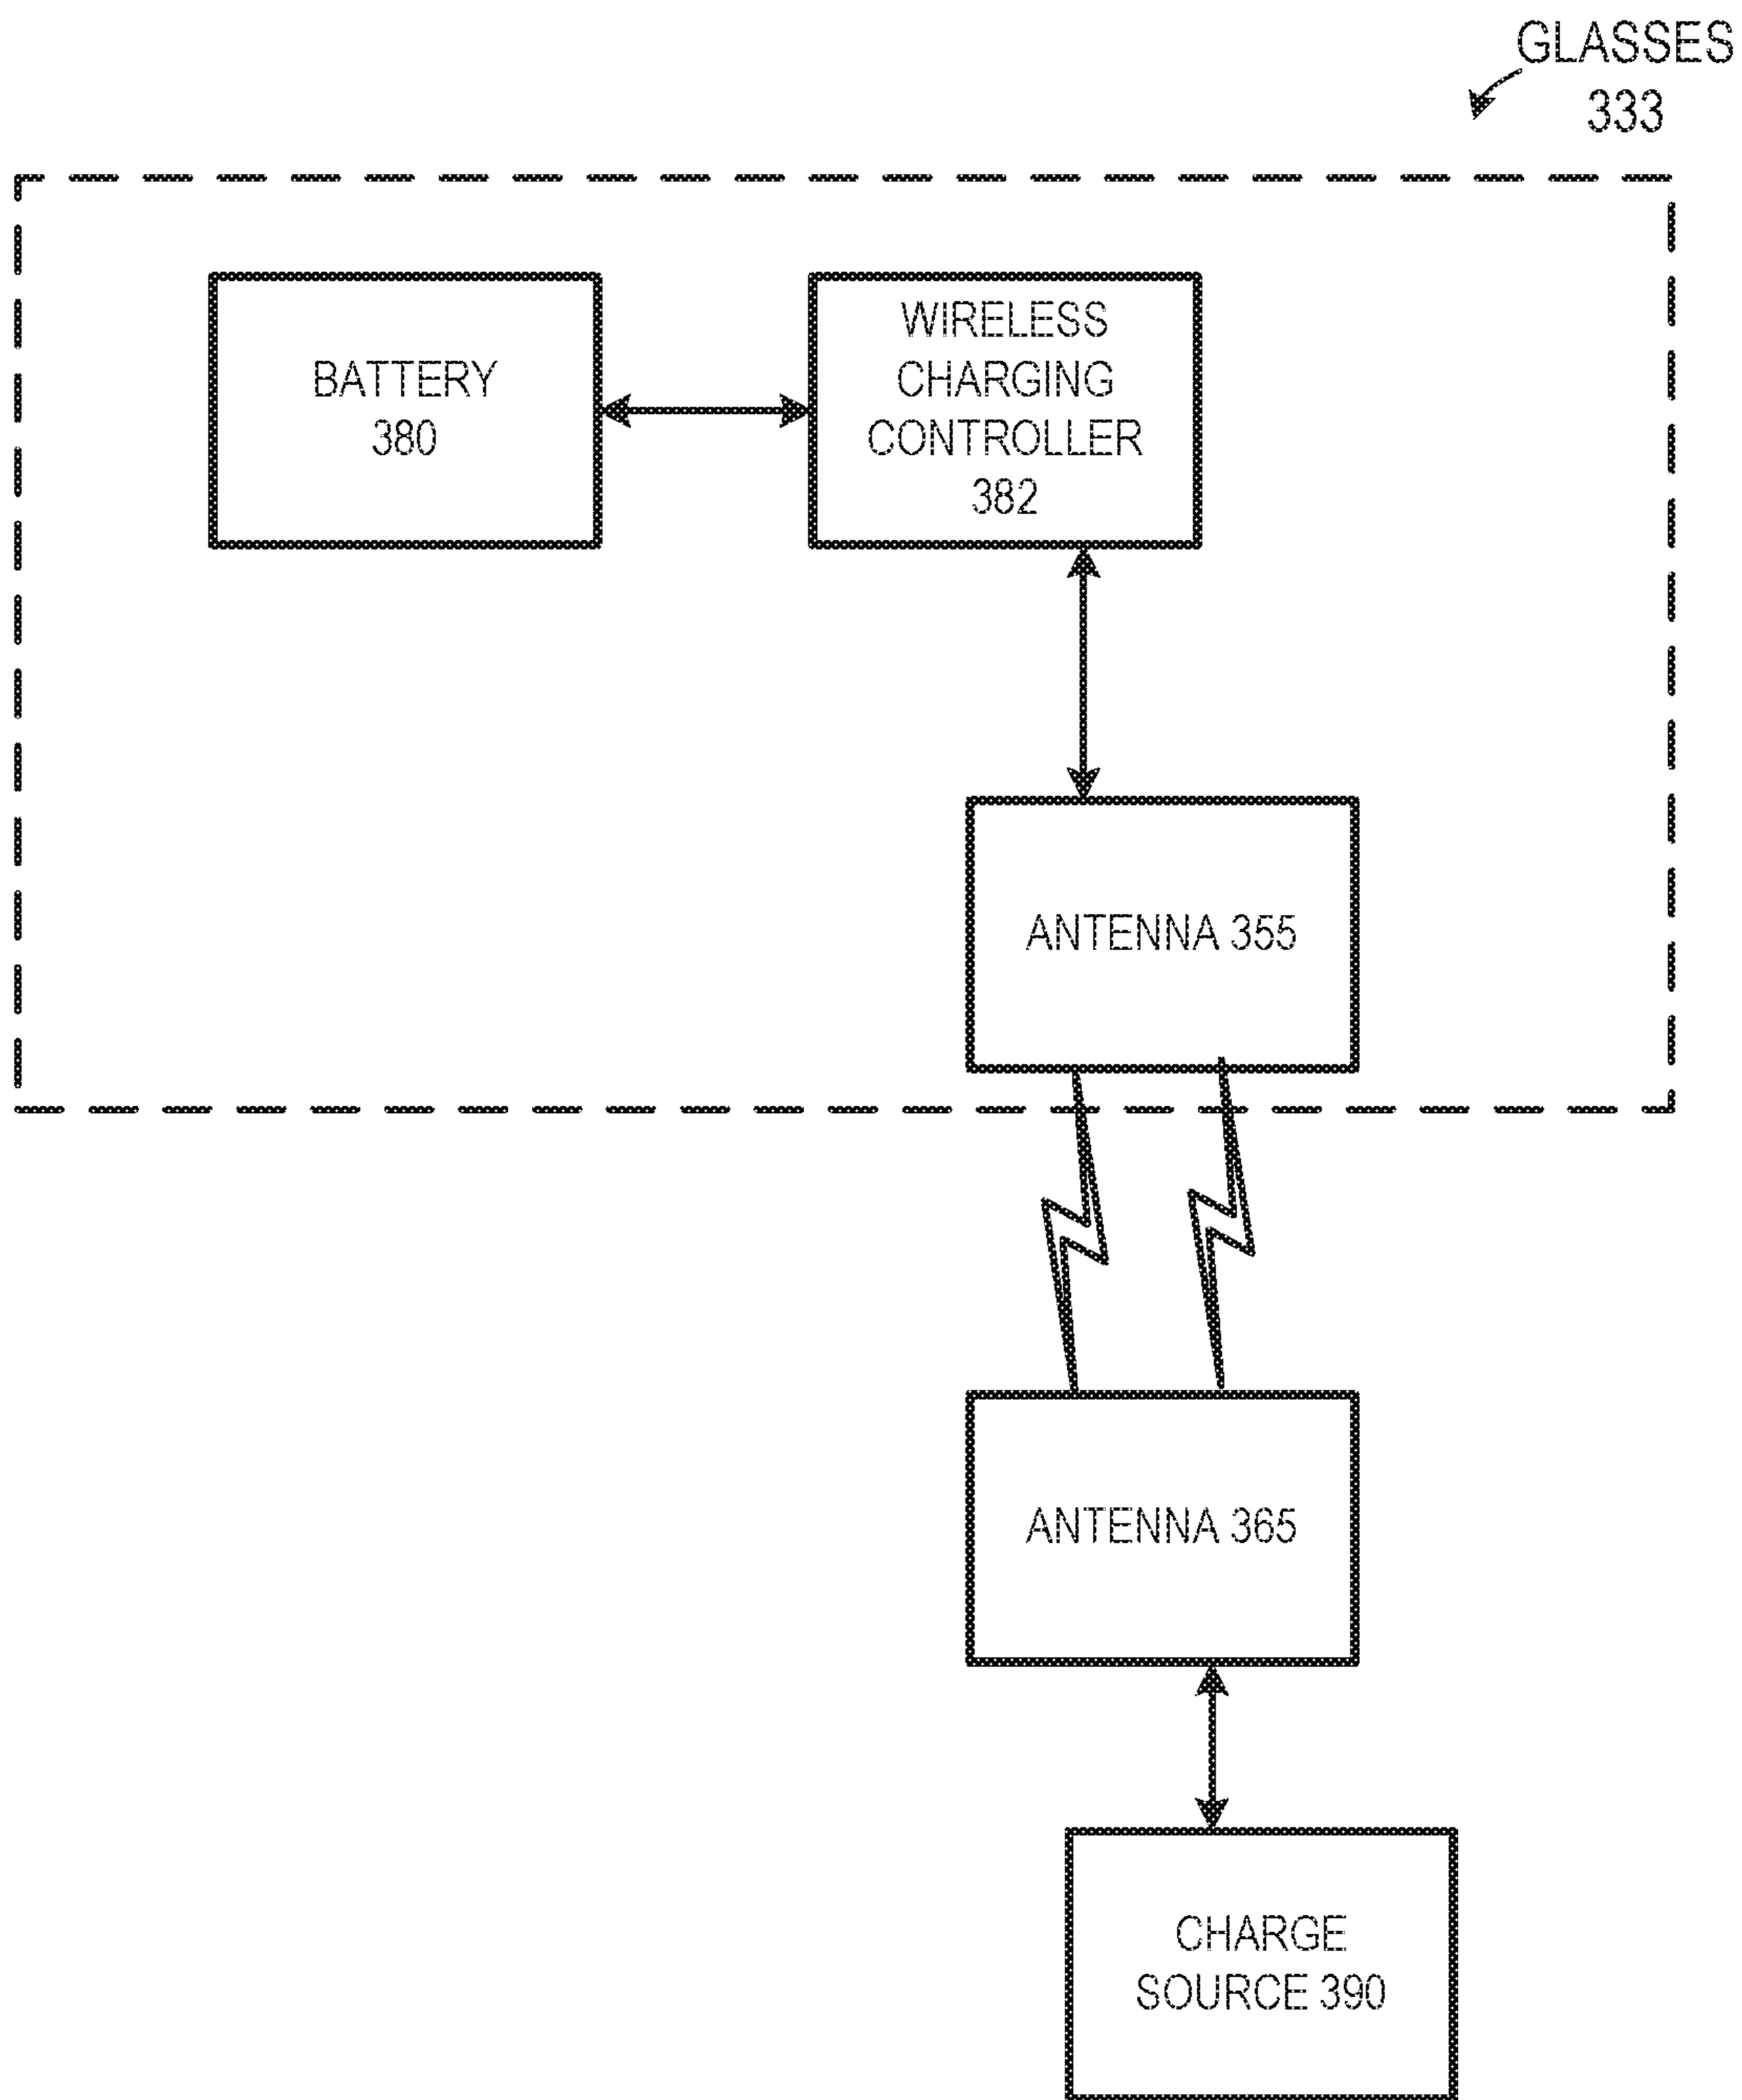 GLASSES
333
BATTERY
380
WIRELESS
CHARGING
CONTROLLER
382
ANTENNA 355
ANTENNA 365
CHARGE
SOURCE 390